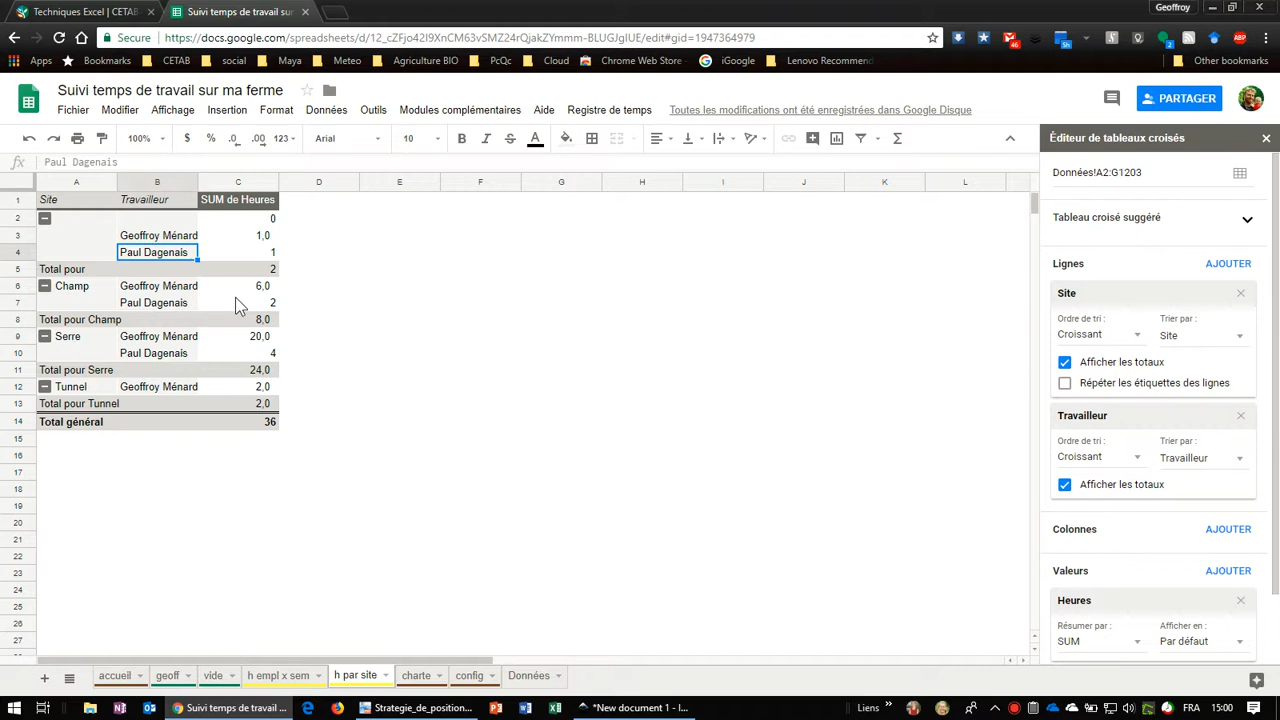 Techniques Excel | CETAB
Suivi temps de travail sur
Geoffroy
Secure
https://docs.google.com/spreadsheets/d/12_cZFjo42I9XnCM63vSMZ24rQjakZYmmm-BLUGJgIUE/edit#gid=1947364979
Apps Bookmarks CETAB social Maya Meteo Agriculture BIO PcQc Cloud Chrome Web Store iGoogle Lenovo Recommend Other bookmarks
Suivi temps de travail sur ma ferme
PARTAGER
Fichier Modifier Affichage Insertion Format Données Outils Modules complémentaires Aide Registre de temps Toutes les modifications ont été enregistrées dans Google Disque
100% $ % .0 .00 123 Arial 10 B I S A Σ
fx Paul Dagenais
A B C D E F G H I J K L
1 Site Travailleur SUM de Heures
2 0
3 Geoffroy Ménard 1,0
4 Paul Dagenais 1
5 Total pour 2
6 Champ Geoffroy Ménard 6,0
7 Paul Dagenais 2
8 Total pour Champ 8,0
9 Serre Geoffroy Ménard 20,0
10 Paul Dagenais 4
11 Total pour Serre 24,0
12 Tunnel Geoffroy Ménard 2,0
13 Total pour Tunnel 2,0
14 Total général 36
15
16
17
18
19
20
21
22
23
24
25
26
27
Éditeur de tableaux croisés
Données!A2:G1203
Tableau croisé suggéré
Lignes AJOUTER
Site
Ordre de tri : Trier par :
Croissant Site
Afficher les totaux
Répéter les étiquettes des lignes
Travailleur
Ordre de tri : Trier par :
Croissant Travailleur
Afficher les totaux
Colonnes AJOUTER
Valeurs AJOUTER
Heures
Résumer par : Afficher en :
SUM Par défaut
accueil geoff vide h empl x sem h par site charte config Données
Suivi temps de travail ... Strategie_de_position... *New document 1 - I... Liens » 15:00